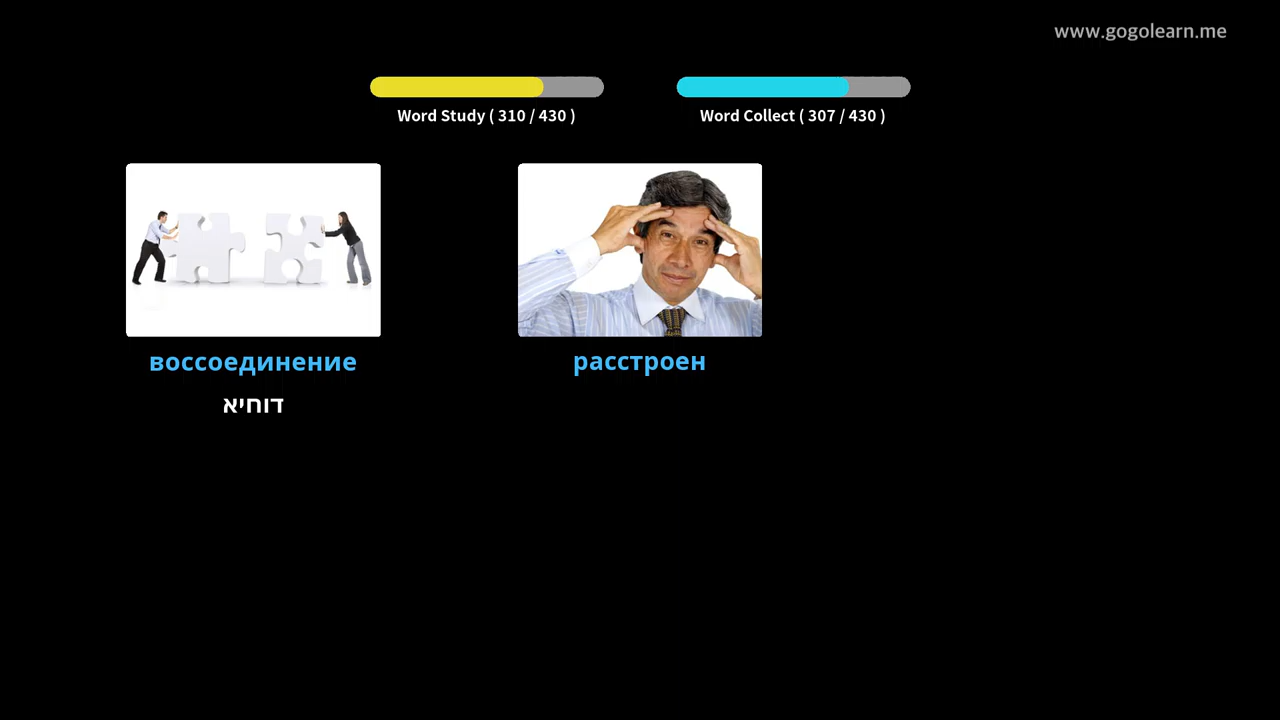 www.gogolearn.me
Word Study ( 310 / 430 )
Word Collect ( 307 / 430 )
воссоединение
расстроен
דוחיא